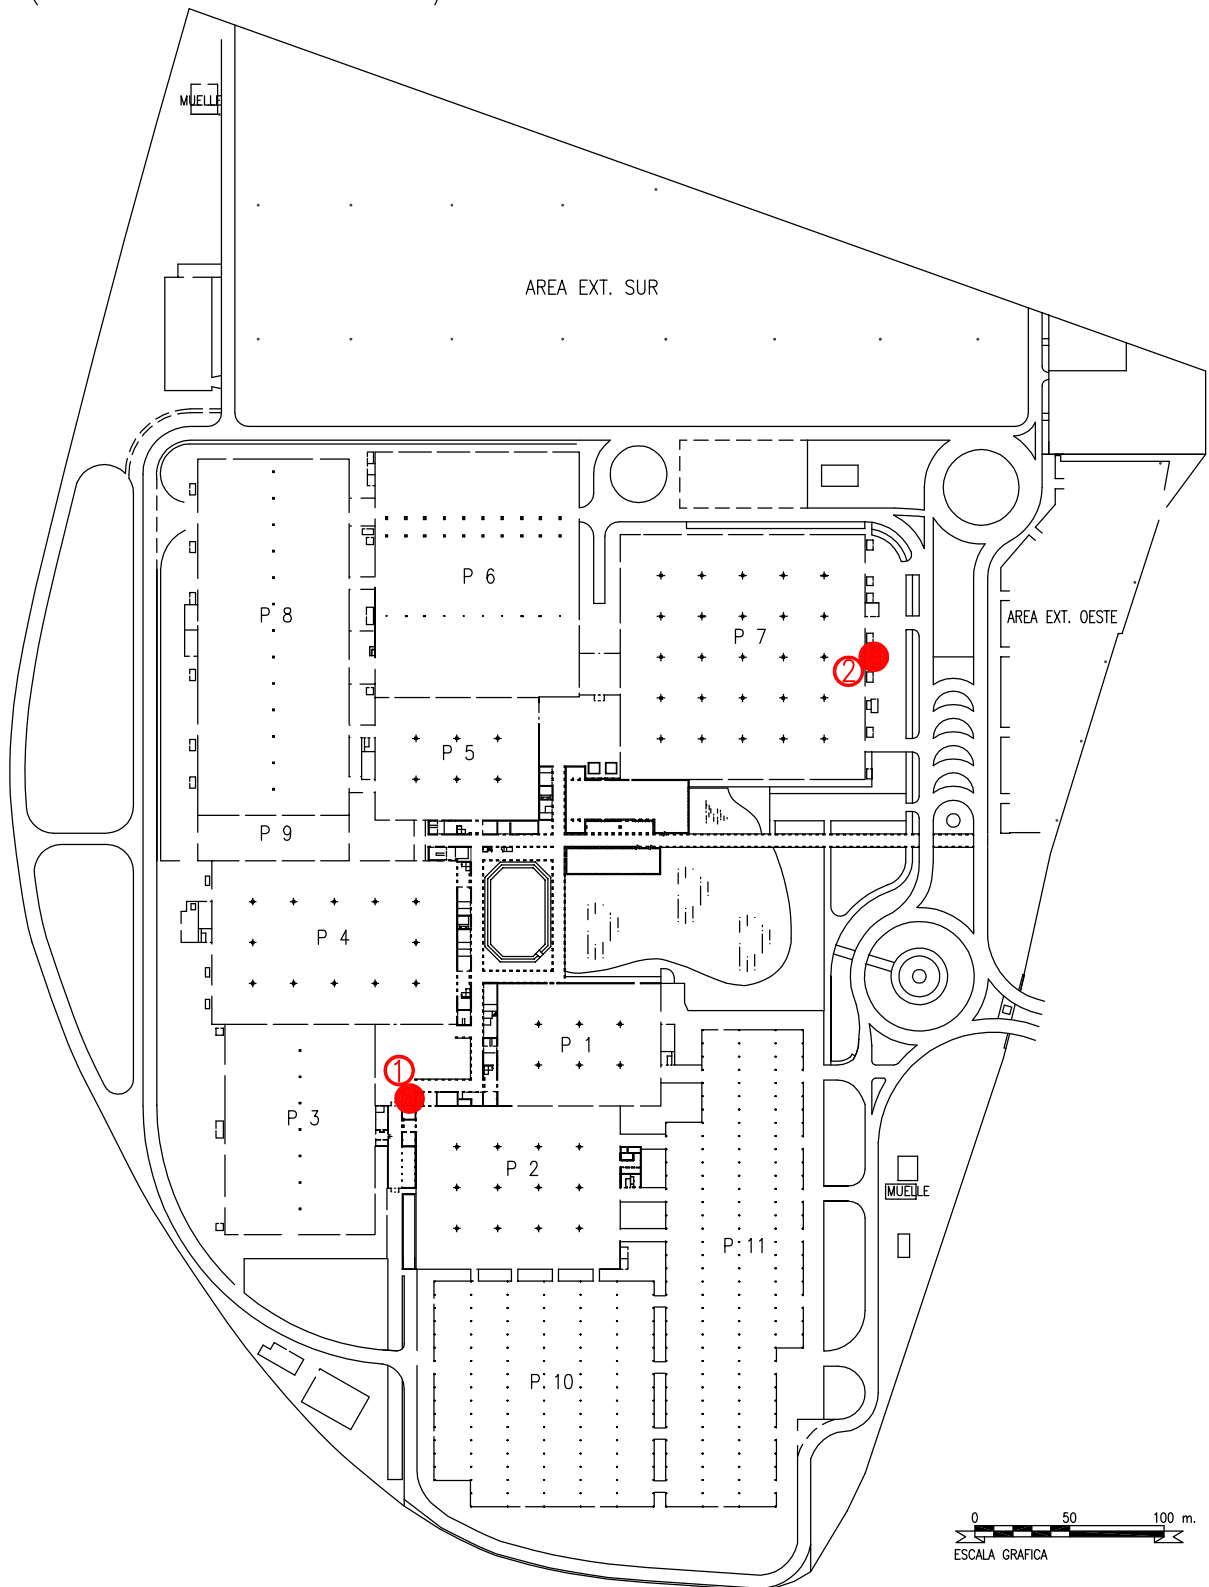 MUELLE
AREA EXT. SUR
P 6
P 8
AREA EXT. OESTE
P 7
2
P 5
P 9
P 4
P 1
1
P 3
P 2
MUELLE
P 11
P 10
0 50 100 m.
ESCALA GRAFICA